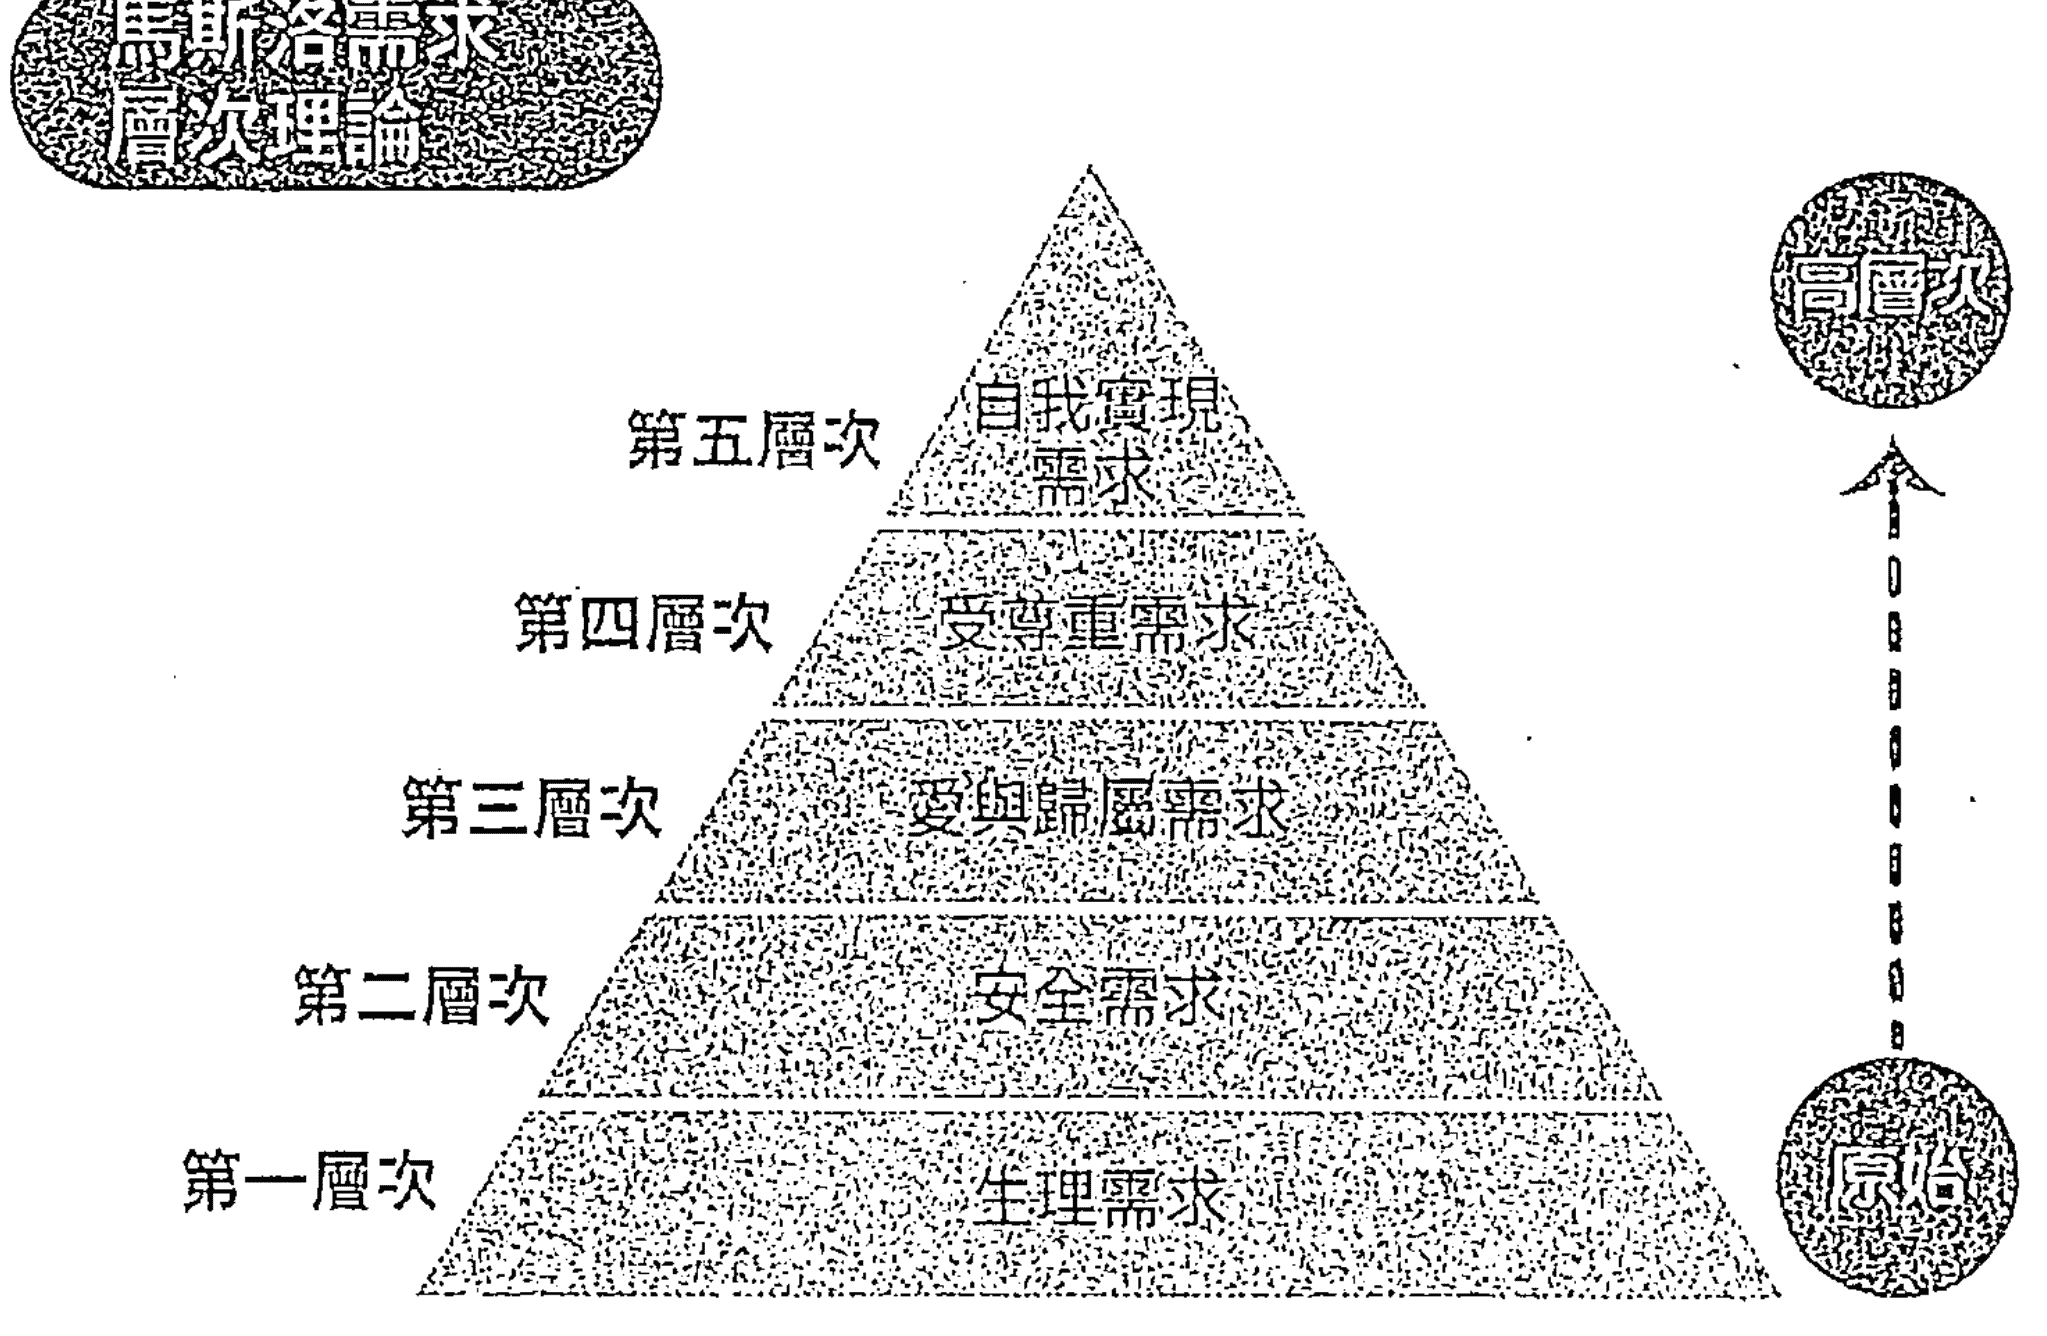 馬斯洛需求
層次理論
高層次
第五層次
自我實現
需求
第四層次
受尊重需求
第三層次
愛與歸屬需求
第二層次
安全需求
第一層次
生理需求
原始